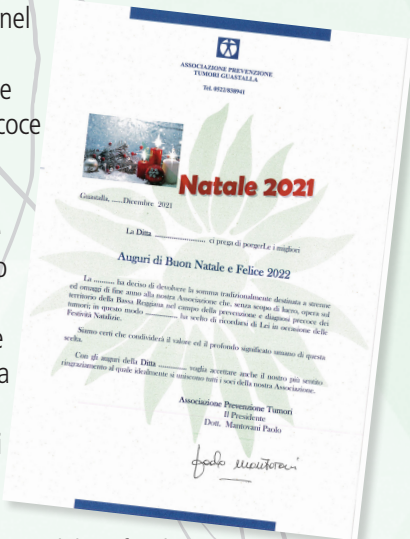 nel
e
coce
o
e
a
i
ASSOCIAZIONE PREVENZIONE
TUMORI GUASTALLA
Tel. 0522/838941
Natale 2021
Guastalla, ......Dicembre 2021
La Ditta ........................ ci prega di porgerLe i migliori
Auguri di Buon Natale e Felice 2022
La .......... ha deciso di devolvere la somma tradizionalmente destinata a strenne
ed omaggi di fine anno alla nostra Associazione che, senza scopo di lucro, opera sul
territorio della Bassa Reggiana nel campo della prevenzione e diagnosi precoce dei
tumori; in questo modo .............. ha scelto di ricordarsi di Lei in occasione delle
Festività Natalizie.
Siamo certi che condividerà il valore ed il profondo significato umano di questa
scelta.
Con gli auguri della Ditta ............. voglia accettare anche il nostro più sentito
ringraziamento al quale idealmente si uniscono tutti i soci della nostra Associazione.
Associazione Prevenzione Tumori
Il Presidente
Dott. Mantovani Paolo
Paolo Mantovani